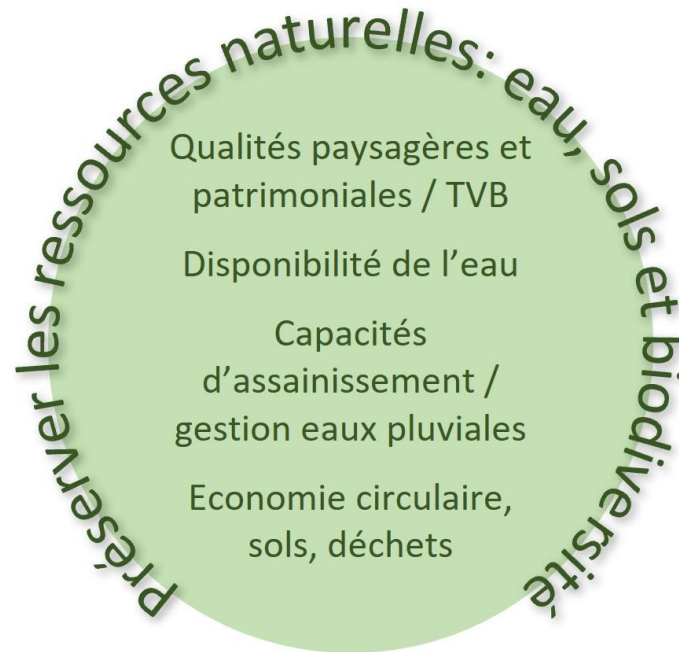 Préserver les ressources naturelles: eau, sols et biodiversité
Qualités paysagères et
patrimoniales / TVB
Disponibilité de l’eau
Capacités
d’assainissement /
gestion eaux pluviales
Economie circulaire,
sols, déchets